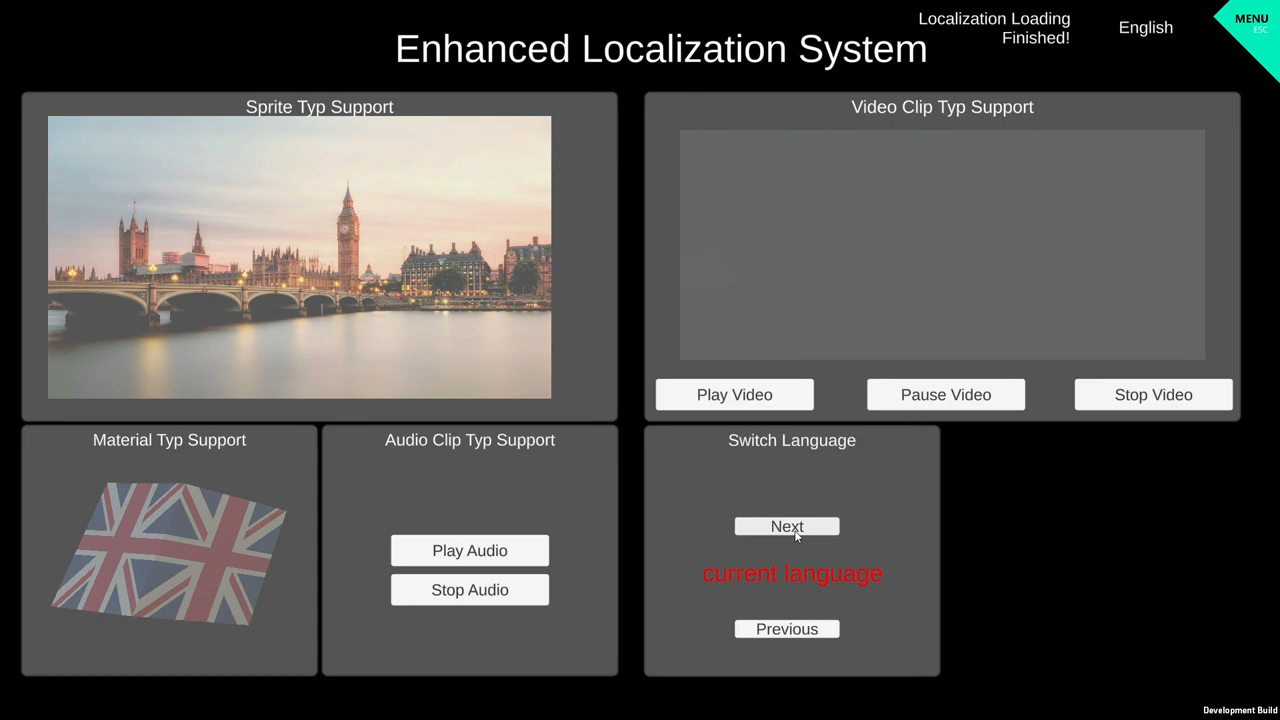 Localization Loading
Finished!
English
MENU
ESC
Enhanced Localization System
Sprite Typ Support
Video Clip Typ Support
Play Video
Pause Video
Stop Video
Material Typ Support
Audio Clip Typ Support
Play Audio
Stop Audio
Switch Language
Next
current language
Previous
Development Build